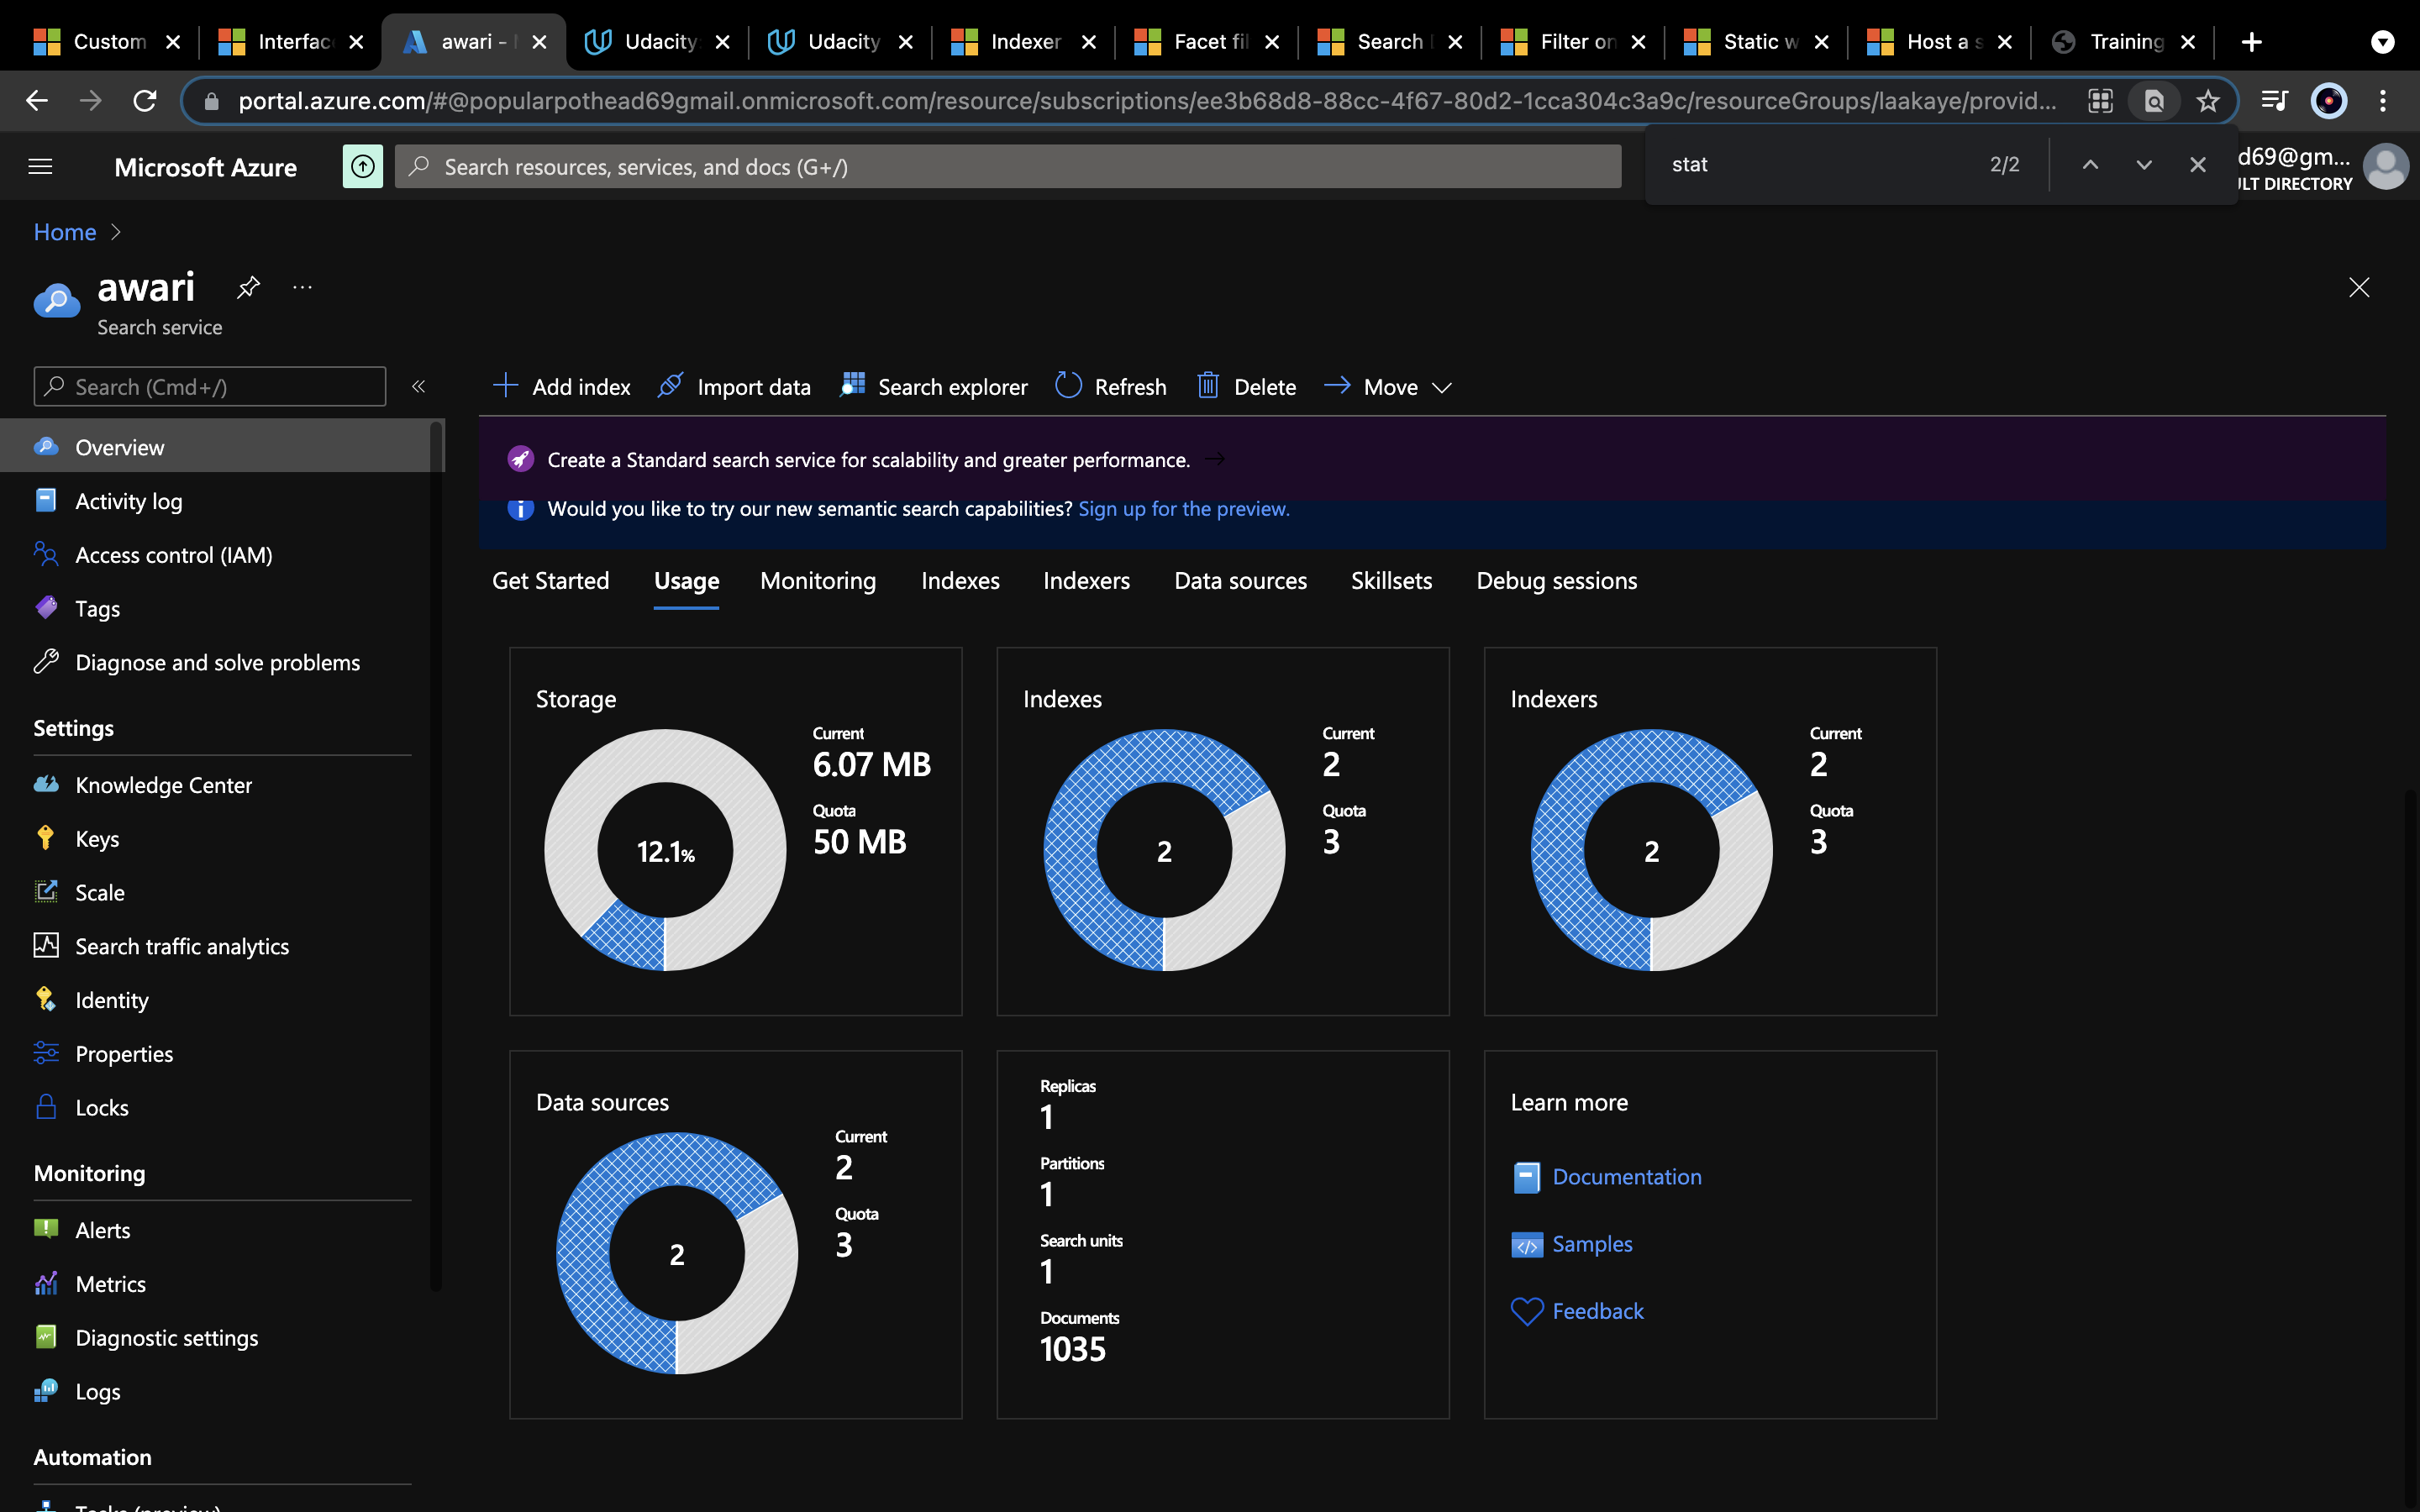 Custom
Interfac
awari - 
Udacity
Udacity
Indexer
Facet fil
Search
Filter on
Static w
Host a s
Training
portal.azure.com/#@popularpothead69gmail.onmicrosoft.com/resource/subscriptions/ee3b68d8-88cc-4f67-80d2-1cca304c3a9c/resourceGroups/laakaye/provid...
Microsoft Azure
Search resources, services, and docs (G+/)
stat
2/2
d69@gm...
LT DIRECTORY
Home
awari
Search service
Search (Cmd+/)
Add index
Import data
Search explorer
Refresh
Delete
Move
Overview
Activity log
Access control (IAM)
Tags
Diagnose and solve problems
Settings
Knowledge Center
Keys
Scale
Search traffic analytics
Identity
Properties
Locks
Monitoring
Alerts
Metrics
Diagnostic settings
Logs
Automation
Tasks (preview)
Create a Standard search service for scalability and greater performance.
Would you like to try our new semantic search capabilities? Sign up for the preview.
Get Started
Usage
Monitoring
Indexes
Indexers
Data sources
Skillsets
Debug sessions
Storage
12.1%
Current
6.07 MB
Quota
50 MB
Indexes
2
Current
2
Quota
3
Indexers
2
Current
2
Quota
3
Data sources
2
Current
2
Quota
3
Replicas
1
Partitions
1
Search units
1
Documents
1035
Learn more
Documentation
Samples
Feedback